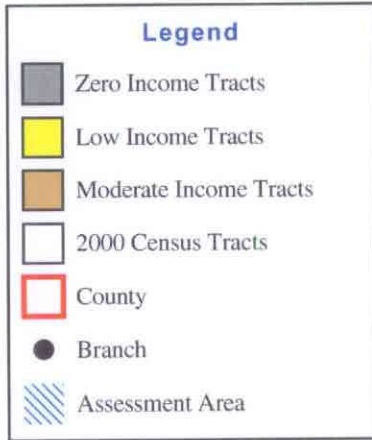 Legend
Zero Income Tracts
Low Income Tracts
Moderate Income Tracts
2000 Census Tracts
County
Branch
Assessment Area